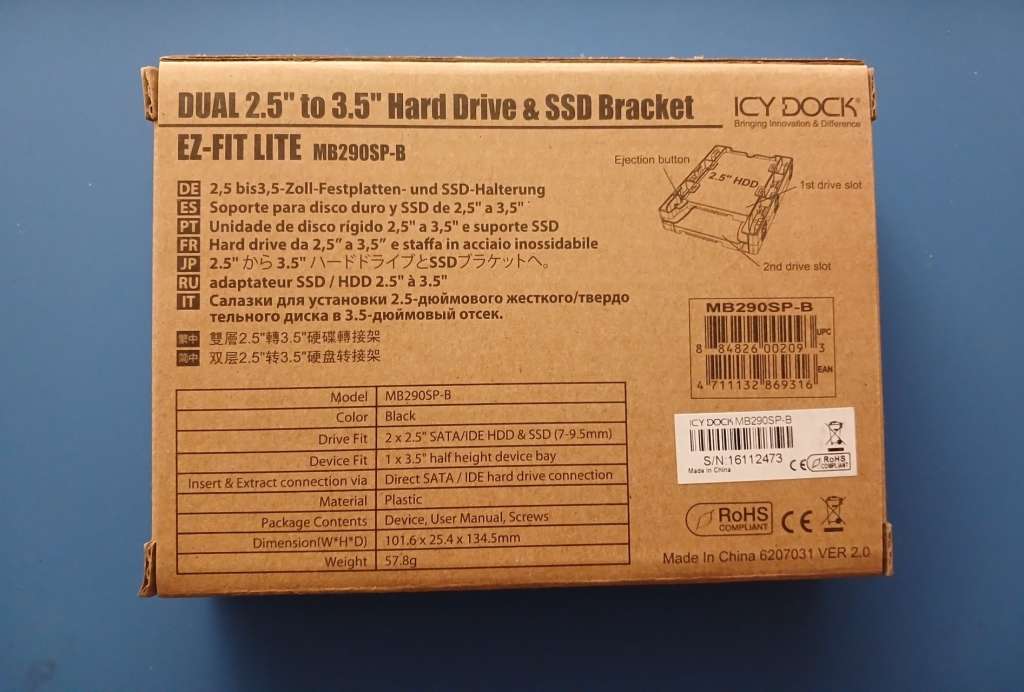 DUAL 2.5" to 3.5" Hard Drive & SSD Bracket
ICY DOCK®
Bringing Innovation & Difference
EZ-FIT LITE MB290SP-B
Ejection button
2.5" HDD
1st drive slot
2nd drive slot
DE 2,5 bis3,5-Zoll-Festplatten- und SSD-Halterung
ES Soporte para disco duro y SSD de 2,5" a 3,5"
PT Unidade de disco rígido 2,5" a 3,5" e suporte SSD
FR Hard drive da 2,5” a 3,5” e staffa in acciaio inossidabile
JP 2.5" から 3.5" ハードドライブとSSDブラケットへ。
RU adaptateur SSD / HDD 2.5" à 3.5"
IT Салазки для установки 2.5-дюймового жесткого/твердо
тельного диска в 3.5-дюймовый отсек.
繁中 雙層2.5"轉3.5"硬碟轉接架
简中 双层2.5"转3.5"硬盘转接架
MB290SP-B
UPC
8 84826 00209 3
EAN
4 711132 869316
Model MB290SP-B
Color Black
Drive Fit 2 x 2.5" SATA/IDE HDD & SSD (7-9.5mm)
Device Fit 1 x 3.5" half height device bay
Insert & Extract connection via Direct SATA / IDE hard drive connection
Material Plastic
Package Contents Device, User Manual, Screws
Dimension(W*H*D) 101.6 x 25.4 x 134.5mm
Weight 57.8g
ICY DOCK MB290SP-B
S/N:16112473
Made in China
CE RoHS
COMPLIANT
RoHS
COMPLIANT
CE
Made In China 6207031 VER 2.0